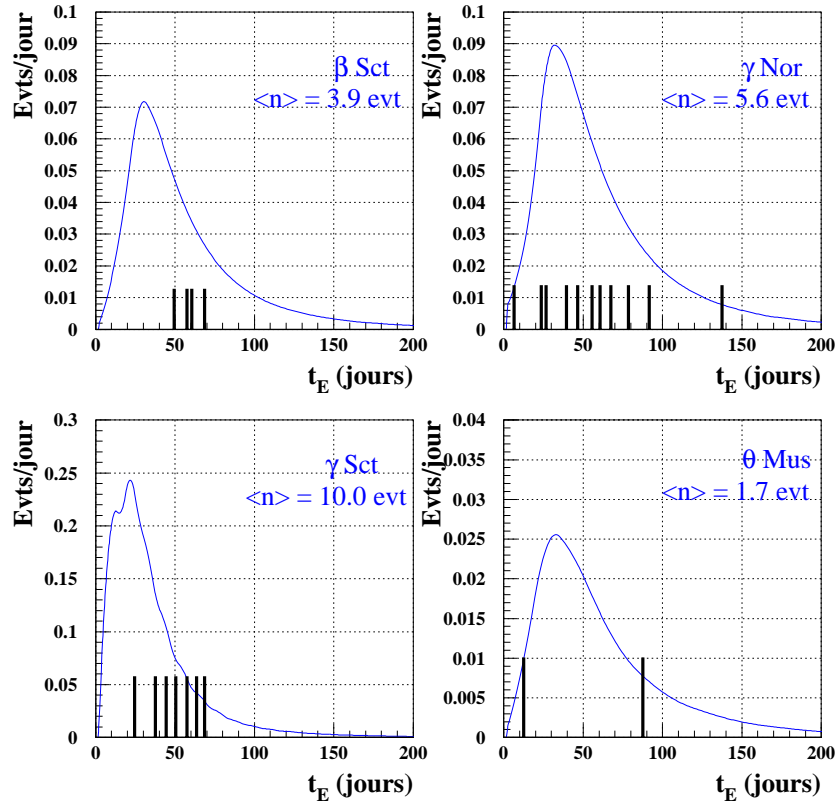 Evts/jour
0.1
0.09
0.08
0.07
0.06
0.05
0.04
0.03
0.02
0.01
0
0 50 100 150 200
t_E (jours)
β Sct
<n> = 3.9 evt
Evts/jour
0.1
0.09
0.08
0.07
0.06
0.05
0.04
0.03
0.02
0.01
0
0 50 100 150 200
t_E (jours)
γ Nor
<n> = 5.6 evt
Evts/jour
0.3
0.25
0.2
0.15
0.1
0.05
0
0 50 100 150 200
t_E (jours)
γ Sct
<n> = 10.0 evt
Evts/jour
0.04
0.035
0.03
0.025
0.02
0.015
0.01
0.005
0
0 50 100 150 200
t_E (jours)
θ Mus
<n> = 1.7 evt